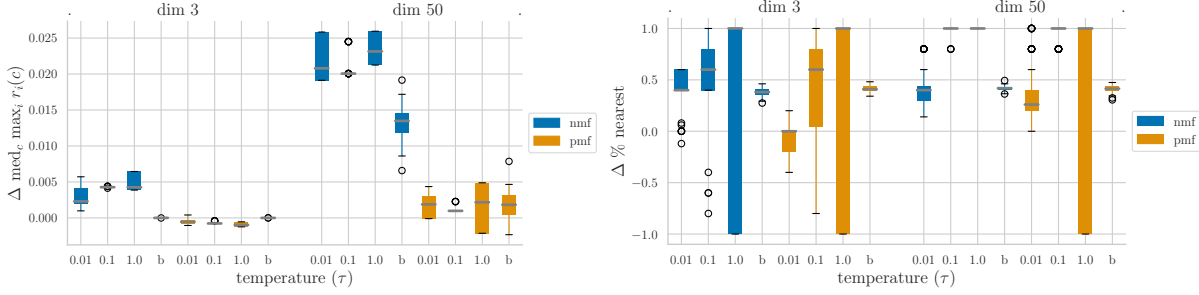 . dim 3 dim 50 .
0.025
0.020
0.015
0.010
0.005
0.000
Δ med_c max_i r_i(c)
0.01 0.1 1.0 b 0.01 0.1 1.0 b 0.01 0.1 1.0 b 0.01 0.1 1.0 b
temperature (τ)
nmf
pmf
. dim 3 dim 50 .
1.0
0.5
0.0
−0.5
−1.0
Δ % nearest
0.01 0.1 1.0 b 0.01 0.1 1.0 b 0.01 0.1 1.0 b 0.01 0.1 1.0 b
temperature (τ)
nmf
pmf